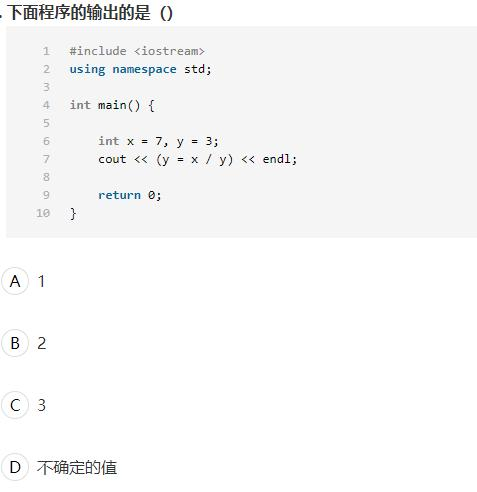 . 下面程序的输出的是（）
1 #include <iostream>
2 using namespace std;
3
4 int main() {
5
6     int x = 7, y = 3;
7     cout << (y = x / y) << endl;
8
9     return 0;
10 }
A 1
B 2
C 3
D 不确定的值